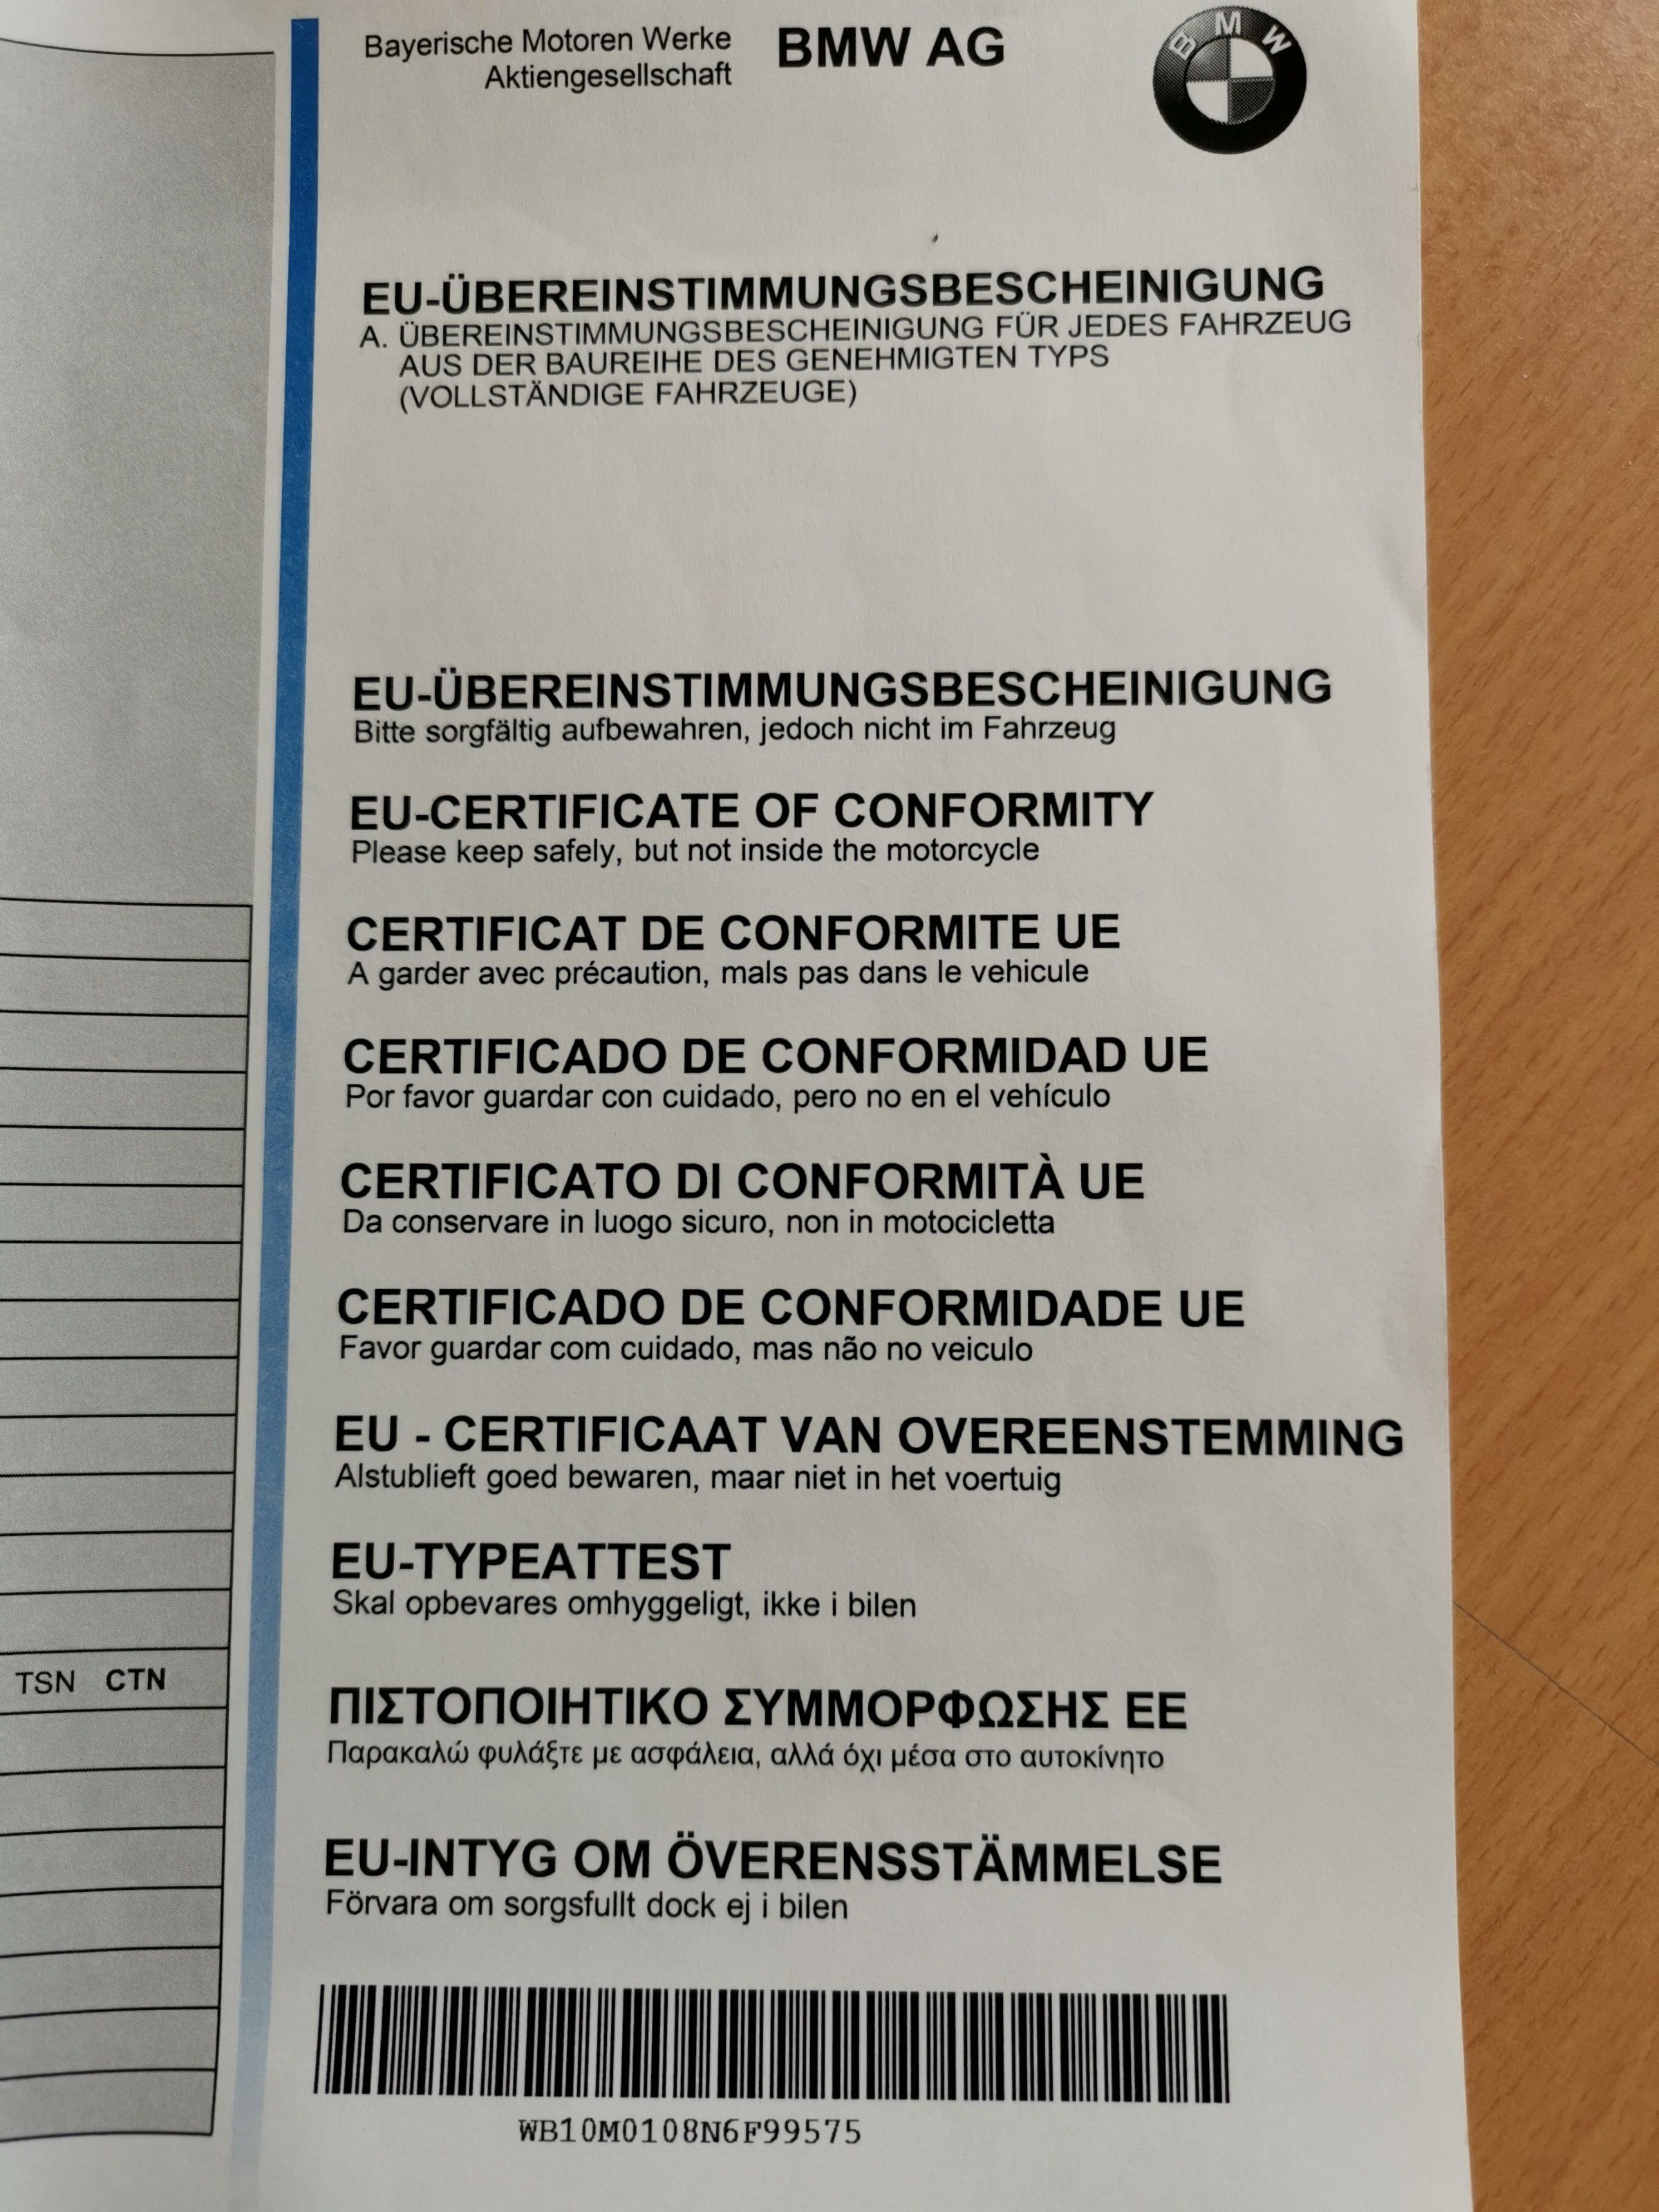 Bayerische Motoren Werke
Aktiengesellschaft
BMW AG
BMW
EU-ÜBEREINSTIMMUNGSBESCHEINIGUNG
A. ÜBEREINSTIMMUNGSBESCHEINIGUNG FÜR JEDES FAHRZEUG
AUS DER BAUREIHE DES GENEHMIGTEN TYPS
(VOLLSTÄNDIGE FAHRZEUGE)
EU-ÜBEREINSTIMMUNGSBESCHEINIGUNG
Bitte sorgfältig aufbewahren, jedoch nicht im Fahrzeug
EU-CERTIFICATE OF CONFORMITY
Please keep safely, but not inside the motorcycle
CERTIFICAT DE CONFORMITE UE
A garder avec précaution, mals pas dans le vehicule
CERTIFICADO DE CONFORMIDAD UE
Por favor guardar con cuidado, pero no en el vehículo
CERTIFICATO DI CONFORMITÀ UE
Da conservare in luogo sicuro, non in motocicletta
CERTIFICADO DE CONFORMIDADE UE
Favor guardar com cuidado, mas não no veiculo
EU - CERTIFICAAT VAN OVEREENSTEMMING
Alstublieft goed bewaren, maar niet in het voertuig
EU-TYPEATTEST
Skal opbevares omhyggeligt, ikke i bilen
TSN CTN
ΠΙΣΤΟΠΟΙΗΤΙΚΟ ΣΥΜΜΟΡΦΩΣΗΣ ΕΕ
Παρακαλώ φυλάξτε με ασφάλεια, αλλά όχι μέσα στο αυτοκίνητο
EU-INTYG OM ÖVERENSSTÄMMELSE
Förvara om sorgsfullt dock ej i bilen
WB10M0108N6F99575